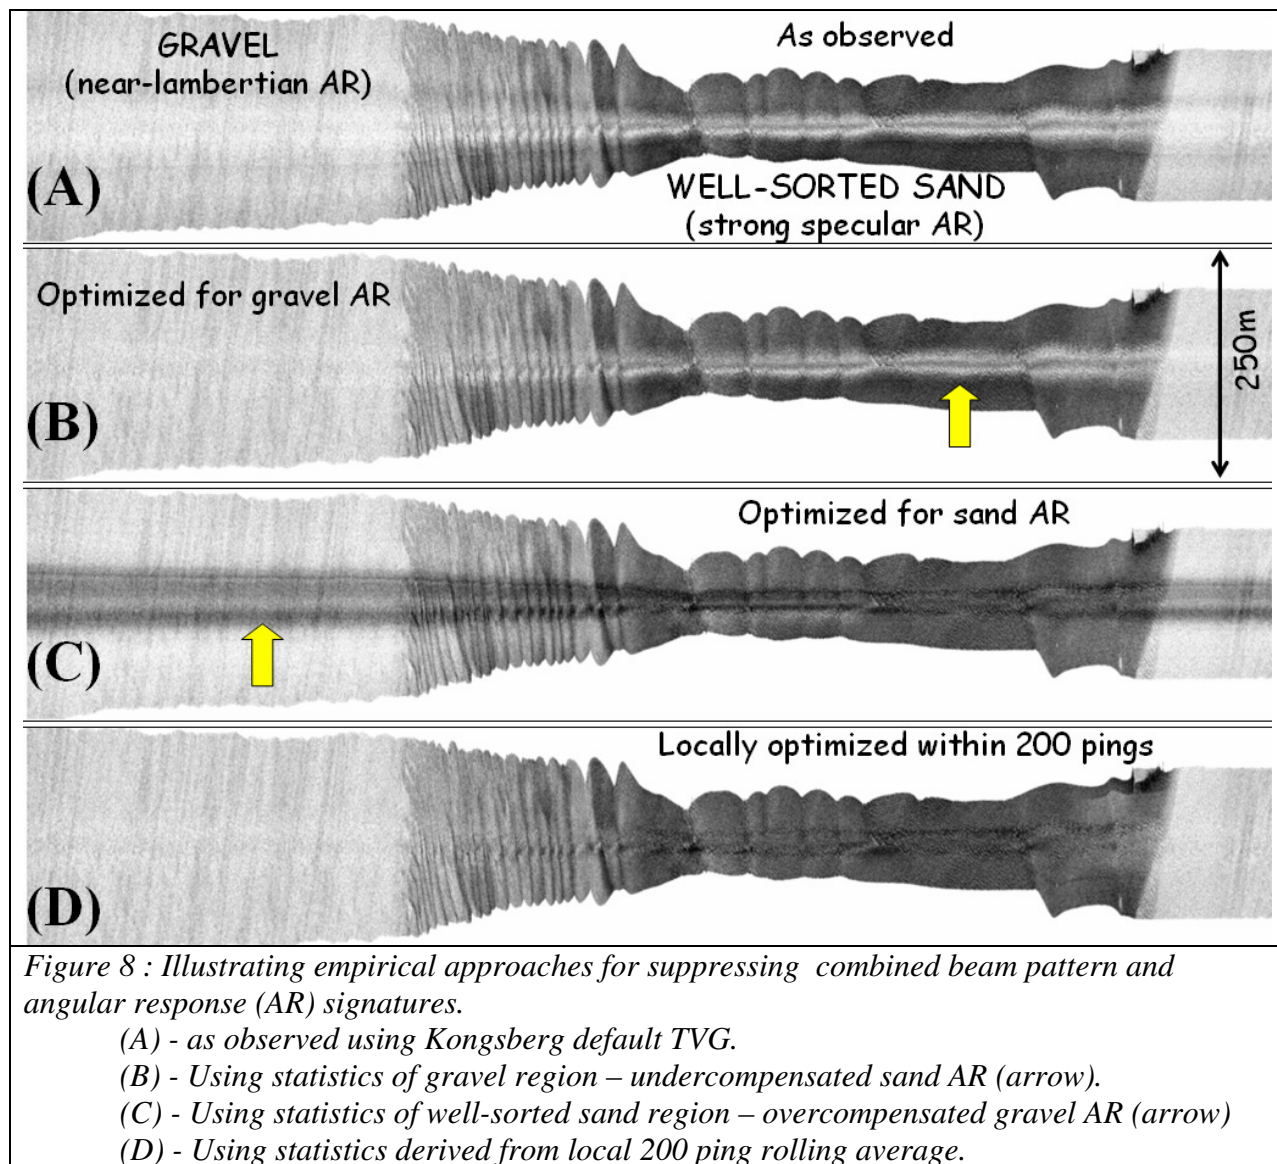 GRAVEL
(near-lambertian AR)
As observed
(A)
WELL-SORTED SAND
(strong specular AR)
Optimized for gravel AR
(B)
250m
Optimized for sand AR
(C)
Locally optimized within 200 pings
(D)
Figure 8 : Illustrating empirical approaches for suppressing combined beam pattern and
angular response (AR) signatures.
(A) - as observed using Kongsberg default TVG.
(B) - Using statistics of gravel region – undercompensated sand AR (arrow).
(C) - Using statistics of well-sorted sand region – overcompensated gravel AR (arrow)
(D) - Using statistics derived from local 200 ping rolling average.